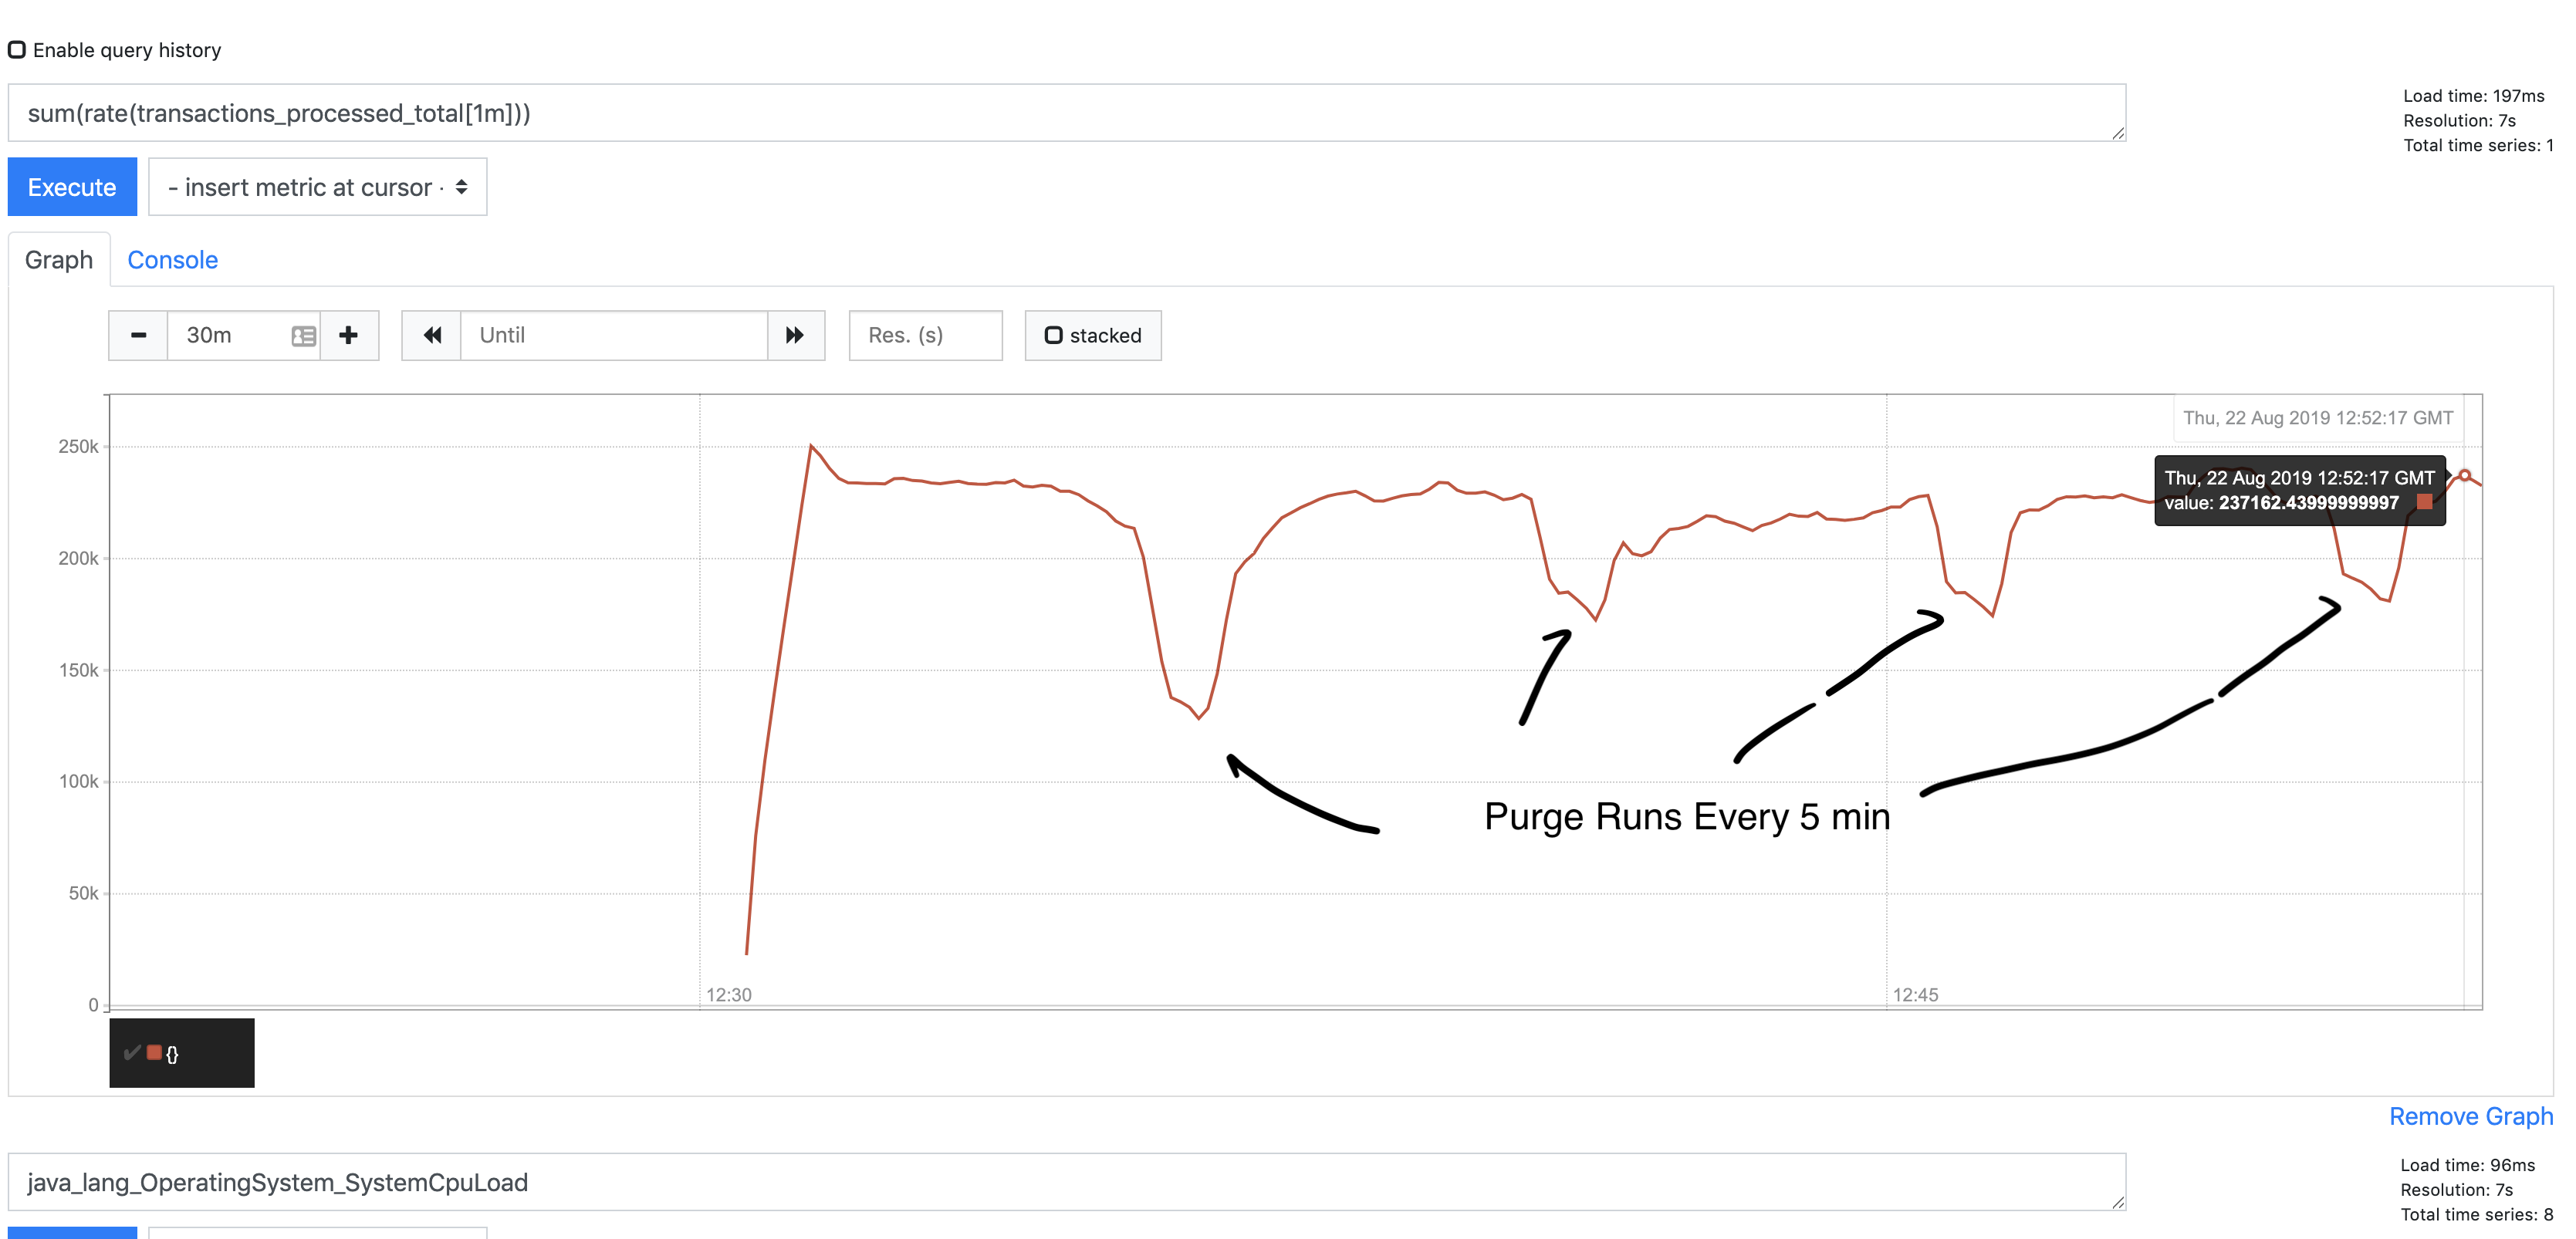 Enable query history
sum(rate(transactions_processed_total[1m]))
Load time: 197ms
Resolution: 7s
Total time series: 1
Execute
- insert metric at cursor -
Graph
Console
30m
Until
Res. (s)
stacked
250k
200k
150k
100k
50k
0
Thu, 22 Aug 2019 12:52:17 GMT
Thu, 22 Aug 2019 12:52:17 GMT
value: 237162.43999999997
Purge Runs Every 5 min
12:30
12:45
{}
Remove Graph
java_lang_OperatingSystem_SystemCpuLoad
Load time: 96ms
Resolution: 7s
Total time series: 8